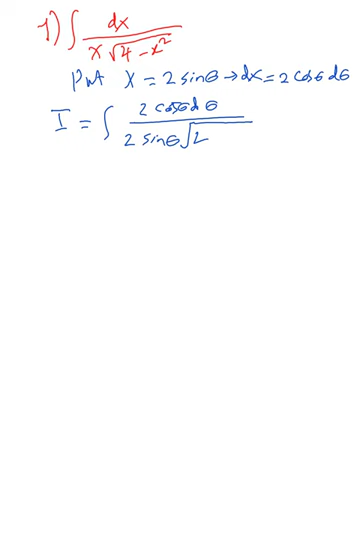 1) ∫ dx / (x √(4 - x²))
Put x = 2 sinθ → dx = 2 cosθ dθ
I = ∫ 2 cosθ dθ / (2 sinθ √2